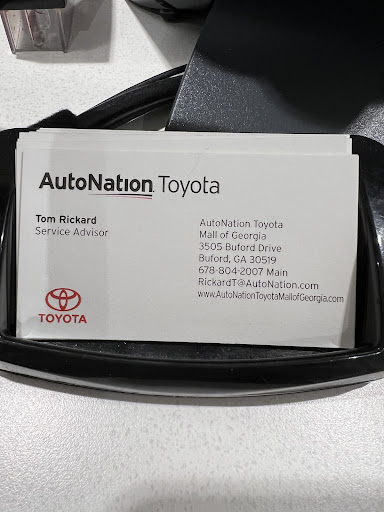 AutoNation Toyota
Tom Rickard
Service Advisor
AutoNation Toyota
Mall of Georgia
3505 Buford Drive
Buford, GA 30519
678-804-2007 Main
RickardT@AutoNation.com
www.AutoNationToyotaMallofGeorgia.com
TOYOTA